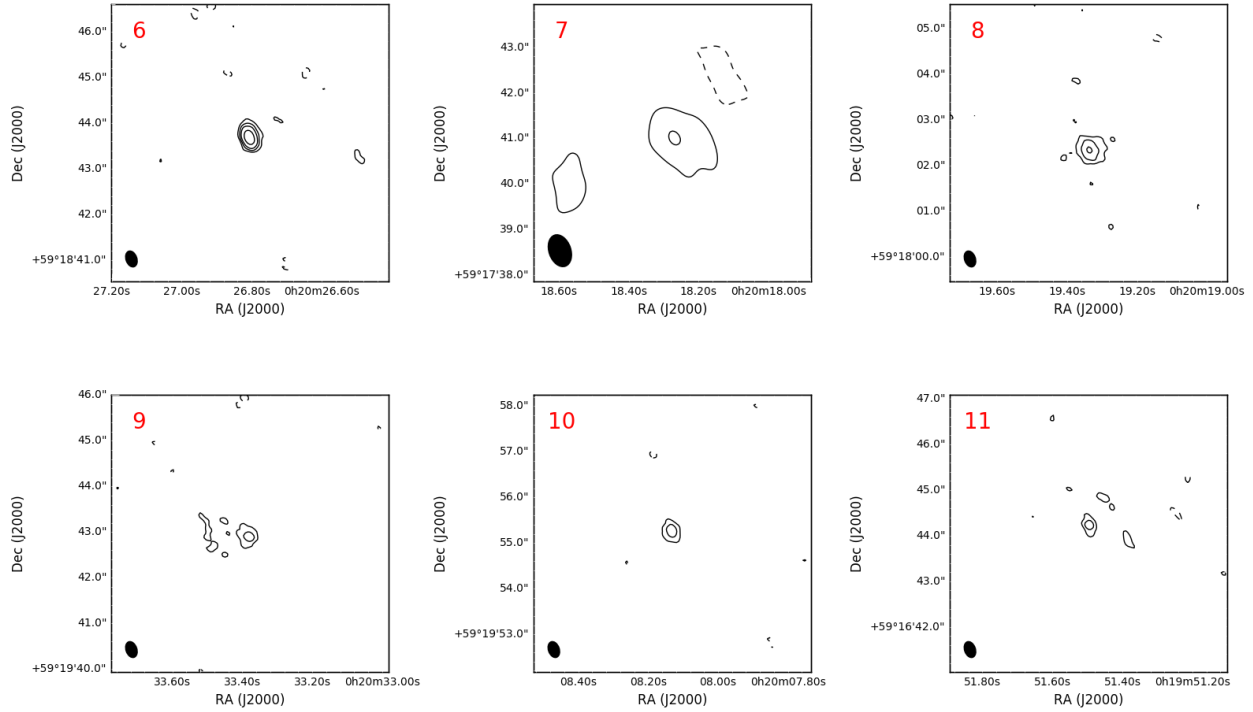 6
46.0"
45.0"
44.0"
43.0"
42.0"
+59°18'41.0"
Dec (J2000)
27.20s 27.00s 26.80s 0h20m26.60s
RA (J2000)
7
43.0"
42.0"
41.0"
40.0"
39.0"
+59°17'38.0"
Dec (J2000)
18.60s 18.40s 18.20s 0h20m18.00s
RA (J2000)
8
05.0"
04.0"
03.0"
02.0"
01.0"
+59°18'00.0"
Dec (J2000)
19.60s 19.40s 19.20s 0h20m19.00s
RA (J2000)
9
46.0"
45.0"
44.0"
43.0"
42.0"
41.0"
+59°19'40.0"
Dec (J2000)
33.60s 33.40s 33.20s 0h20m33.00s
RA (J2000)
10
58.0"
57.0"
56.0"
55.0"
54.0"
+59°19'53.0"
Dec (J2000)
08.40s 08.20s 08.00s 0h20m07.80s
RA (J2000)
11
47.0"
46.0"
45.0"
44.0"
43.0"
+59°16'42.0"
Dec (J2000)
51.80s 51.60s 51.40s 0h19m51.20s
RA (J2000)